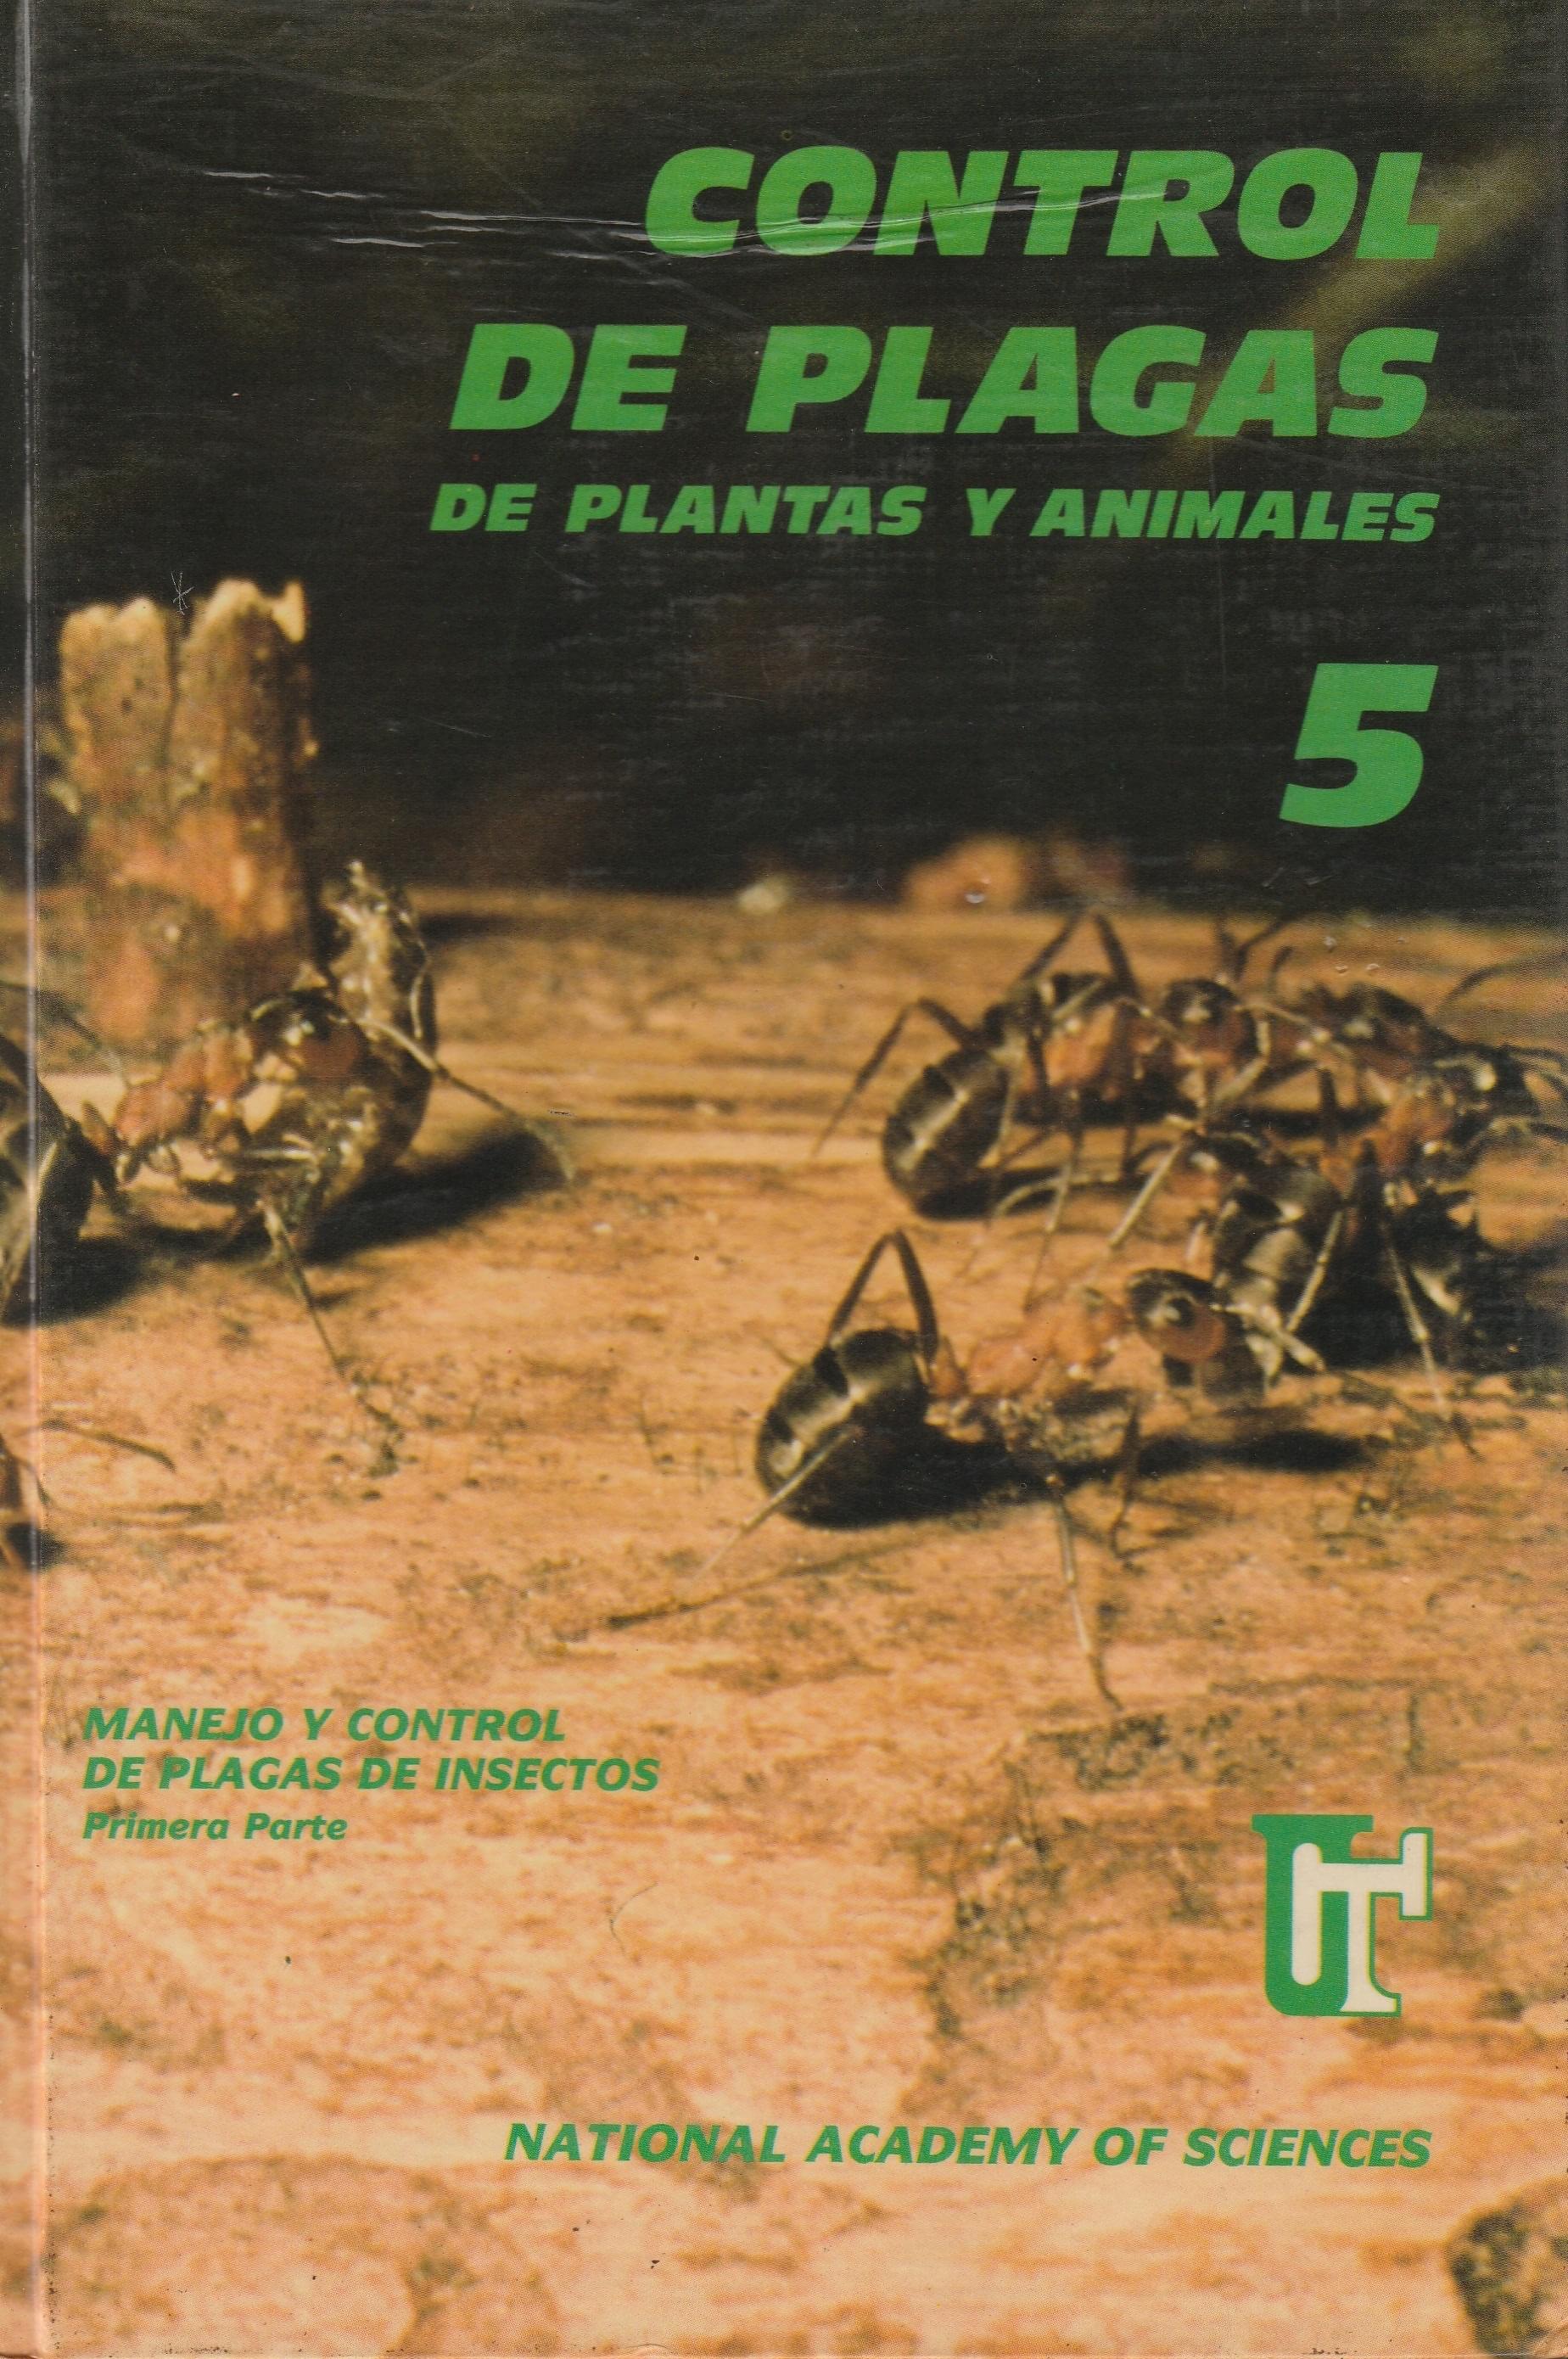 CONTROL
DE PLAGAS
DE PLANTAS Y ANIMALES
5
MANEJO Y CONTROL
DE PLAGAS DE INSECTOS
Primera Parte
UT
NATIONAL ACADEMY OF SCIENCES